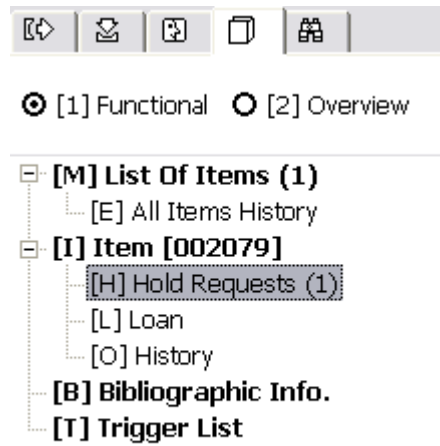 [1] Functional [2] Overview
[M] List Of Items (1)
[E] All Items History
[I] Item [002079]
[H] Hold Requests (1)
[L] Loan
[O] History
[B] Bibliographic Info.
[T] Trigger List